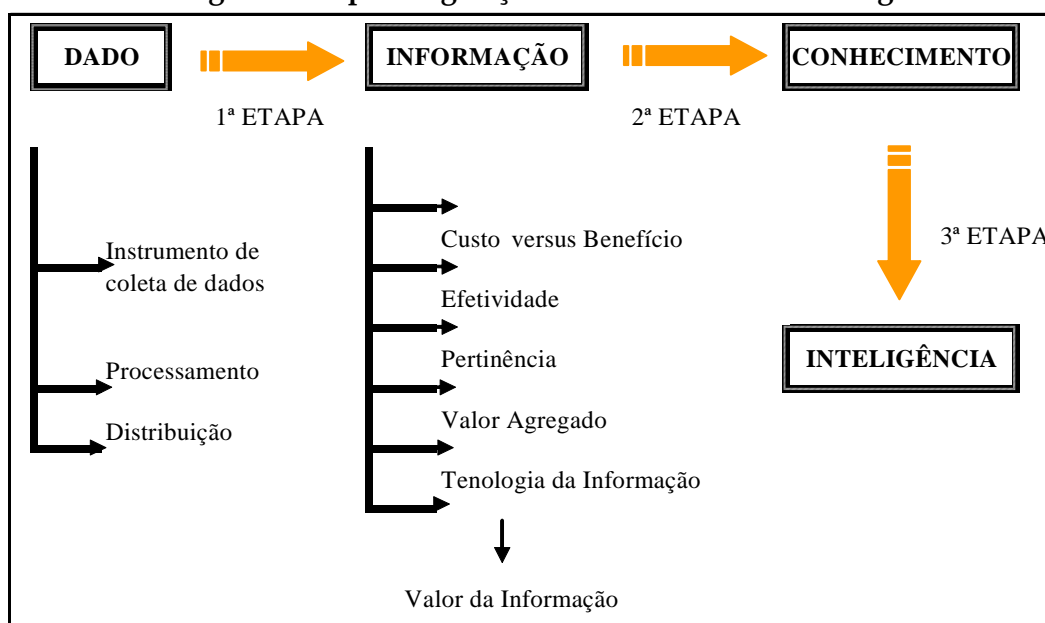 DADO
INFORMAÇÃO
CONHECIMENTO
1ª ETAPA
2ª ETAPA
3ª ETAPA
Instrumento de
coleta de dados
Processamento
Distribuição
Custo versus Benefício
Efetividade
Pertinência
Valor Agregado
Tenologia da Informação
Valor da Informação
INTELIGÊNCIA